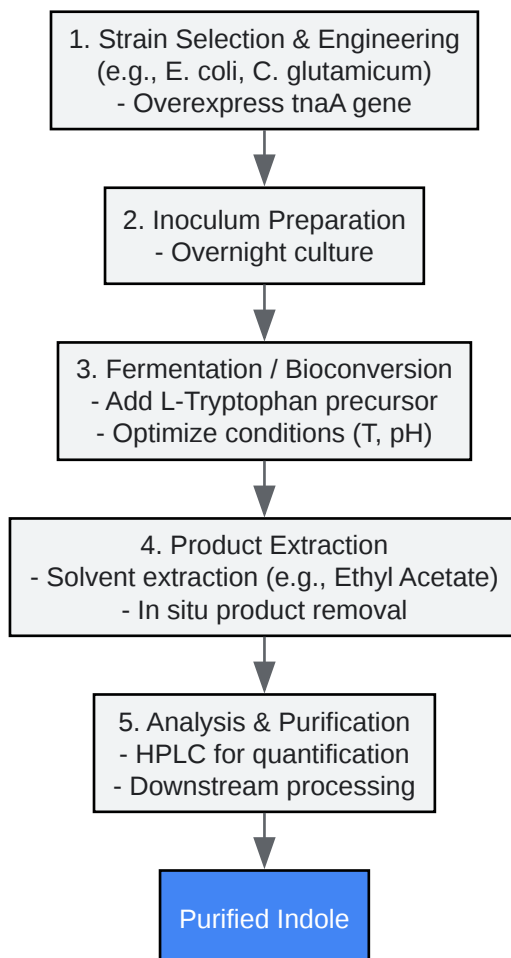 1. Strain Selection & Engineering
(e.g., E. coli, C. glutamicum)
- Overexpress tnaA gene
2. Inoculum Preparation
- Overnight culture
3. Fermentation / Bioconversion
- Add L-Tryptophan precursor
- Optimize conditions (T, pH)
4. Product Extraction
- Solvent extraction (e.g., Ethyl Acetate)
- In situ product removal
5. Analysis & Purification
- HPLC for quantification
- Downstream processing
Purified Indole